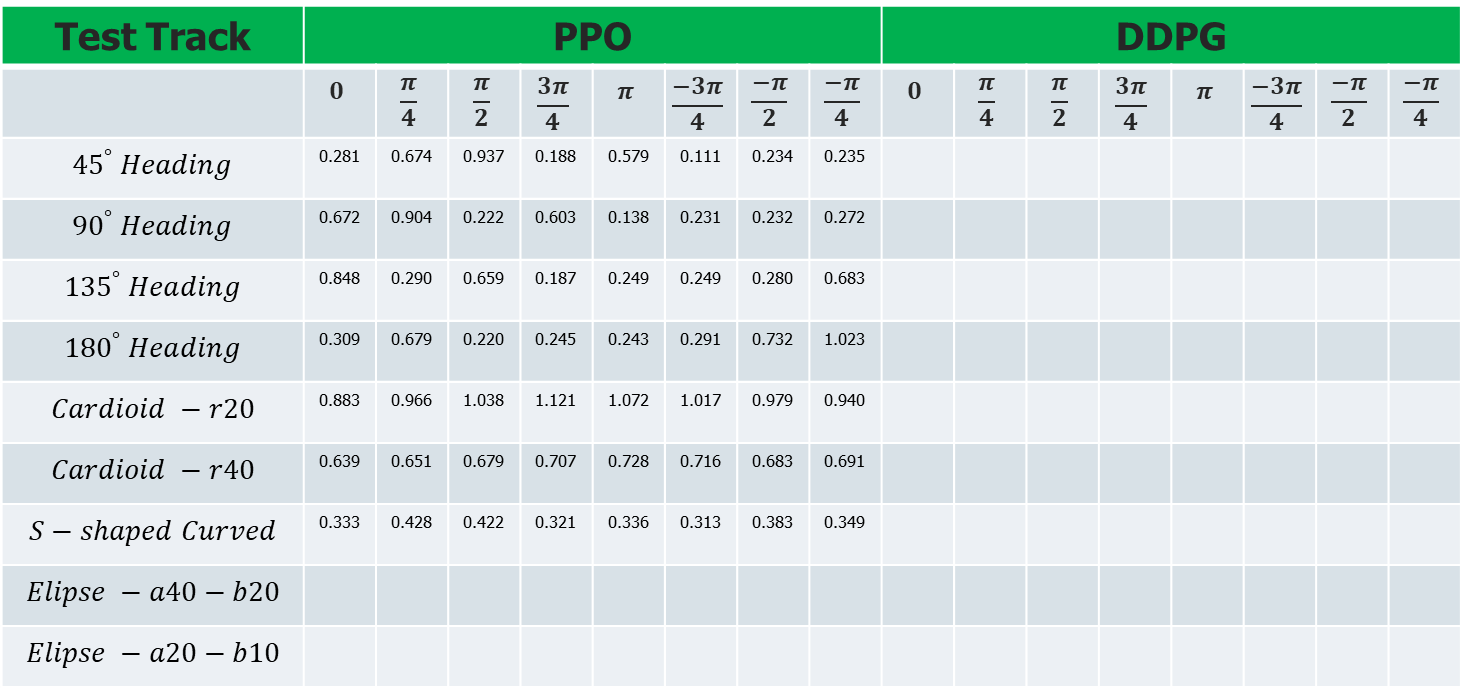 Test Track PPO DDPG
0 π/4 π/2 3π/4 π −3π/4 −π/2 −π/4 0 π/4 π/2 3π/4 π −3π/4 −π/2 −π/4
45° Heading 0.281 0.674 0.937 0.188 0.579 0.111 0.234 0.235
90° Heading 0.672 0.904 0.222 0.603 0.138 0.231 0.232 0.272
135° Heading 0.848 0.290 0.659 0.187 0.249 0.249 0.280 0.683
180° Heading 0.309 0.679 0.220 0.245 0.243 0.291 0.732 1.023
Cardioid − r20 0.883 0.966 1.038 1.121 1.072 1.017 0.979 0.940
Cardioid − r40 0.639 0.651 0.679 0.707 0.728 0.716 0.683 0.691
S − shaped Curved 0.333 0.428 0.422 0.321 0.336 0.313 0.383 0.349
Elipse − a40 − b20
Elipse − a20 − b10